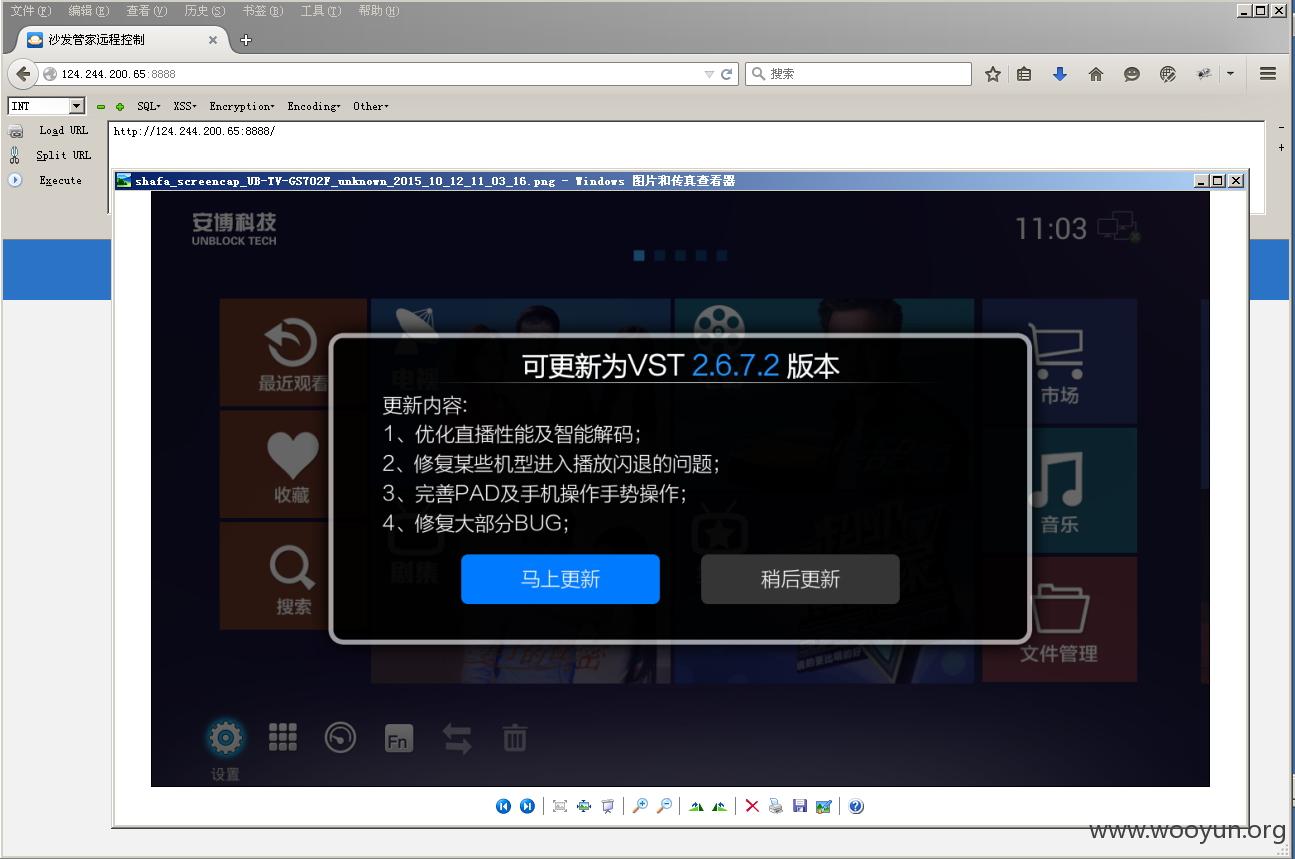 文件(F) 编辑(E) 查看(V) 历史(S) 书签(B) 工具(T) 帮助(H)
沙发管家远程控制
124.244.200.65:8888
搜索
INT SQL XSS Encryption Encoding Other
Load URL
http://124.244.200.65:8888/
Split URL
Execute
shafa_screencap_UB-TV-GS702F_unknown_2015_10_12_11_03_16.png - Windows 图片和传真查看器
安博科技
UNBLOCK TECH
11:03
可更新为VST 2.6.7.2 版本
更新内容:
1、优化直播性能及智能解码;
2、修复某些机型进入播放闪退的问题;
3、完善PAD及手机操作手势操作;
4、修复大部分BUG;
马上更新
稍后更新
最近观看
收藏
搜索
电视
剧集
市场
音乐
文件管理
Fn
设置
www.wooyun.org